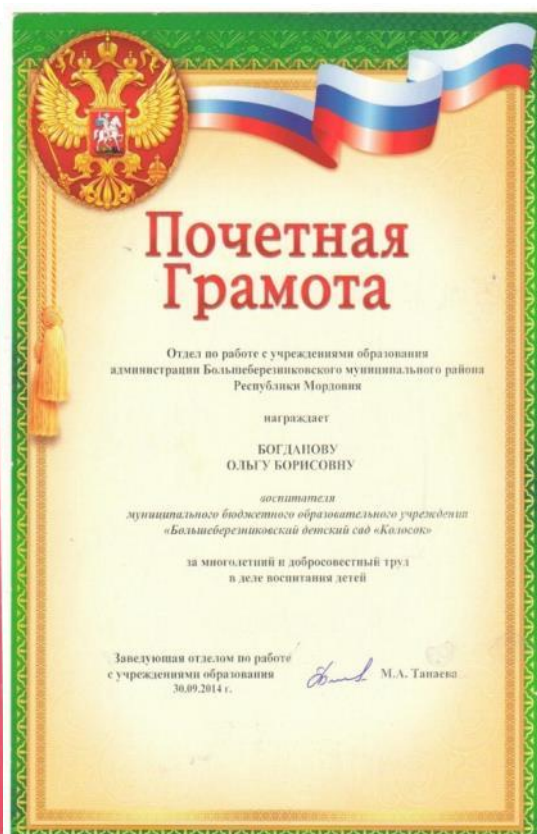 Почетная
Грамота
Отдел по работе с учреждениями образования
администрации Большеберезниковского муниципального района
Республики Мордовия
награждает
БОГДАНОВУ
ОЛЬГУ БОРИСОВНУ
воспитателя
муниципального бюджетного образовательного учреждения
«Большеберезниковский детский сад «Колосок»
за многолетний и добросовестный труд
в деле воспитания детей
Заведующая отделом по работе
с учреждениями образования М.А. Танаева
30.09.2014 г.